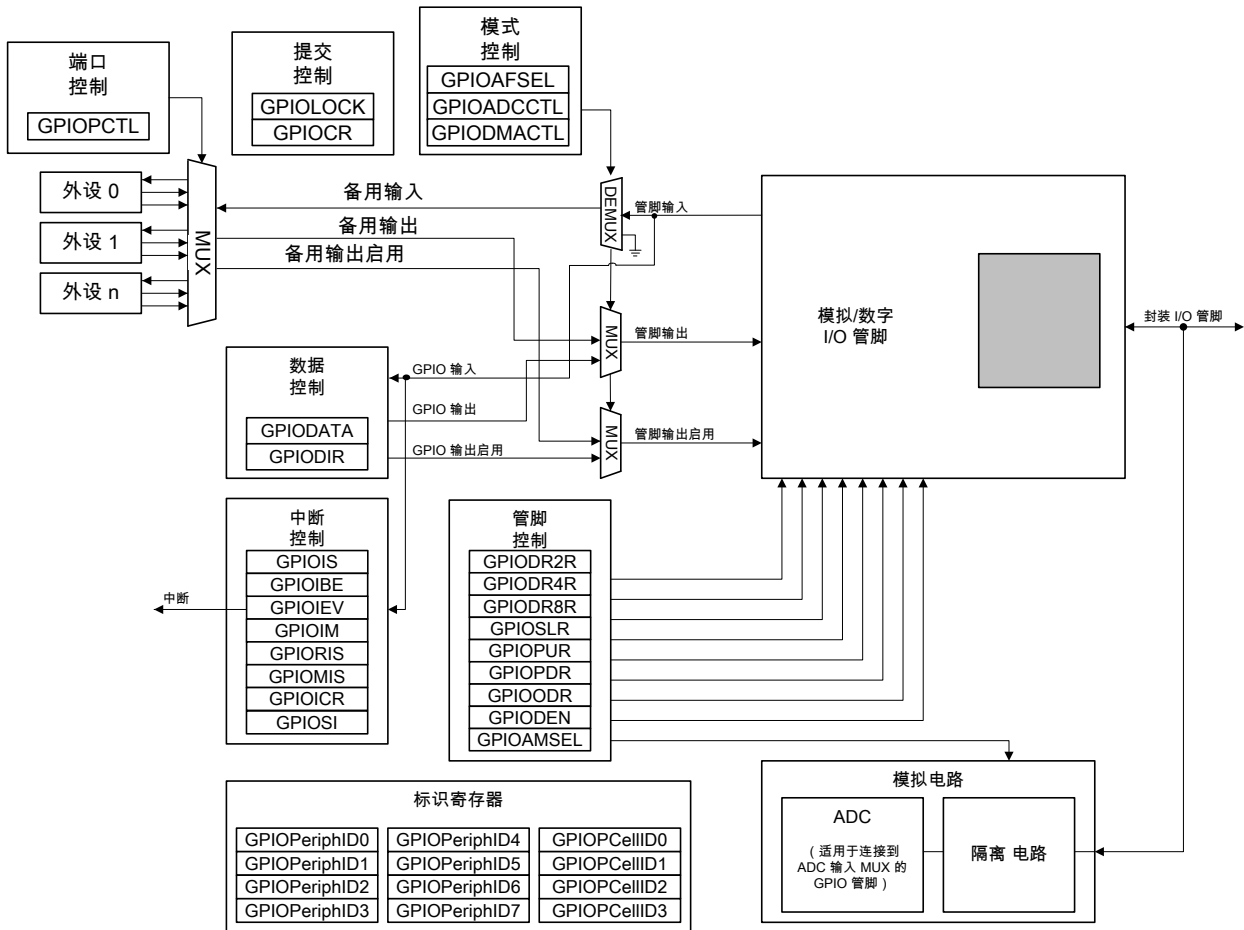 端口
控制
GPIOPCTL
提交
控制
GPIOLOCK
GPIOCR
模式
控制
GPIOAFSEL
GPIOADCCTL
GPIODMACTL
外设 0
外设 1
外设 n
MUX
备用输入
备用输出
备用输出启用
DEMUX
管脚输入
MUX
管脚输出
MUX
管脚输出启用
模拟/数字
I/O 管脚
封装 I/O 管脚
数据
控制
GPIODATA
GPIODIR
GPIO 输入
GPIO 输出
GPIO 输出启用
中断
控制
GPIOIS
GPIOIBE
GPIOIEV
GPIOIM
GPIORIS
GPIOMIS
GPIOICR
GPIOSI
中断
管脚
控制
GPIODR2R
GPIODR4R
GPIODR8R
GPIOSLR
GPIOPUR
GPIOPDR
GPIOODR
GPIODEN
GPIOAMSEL
模拟电路
ADC
（适用于连接到
ADC 输入 MUX 的
GPIO 管脚）
隔离 电路
标识寄存器
GPIOPeriphID0
GPIOPeriphID1
GPIOPeriphID2
GPIOPeriphID3
GPIOPeriphID4
GPIOPeriphID5
GPIOPeriphID6
GPIOPeriphID7
GPIOPCellID0
GPIOPCellID1
GPIOPCellID2
GPIOPCellID3